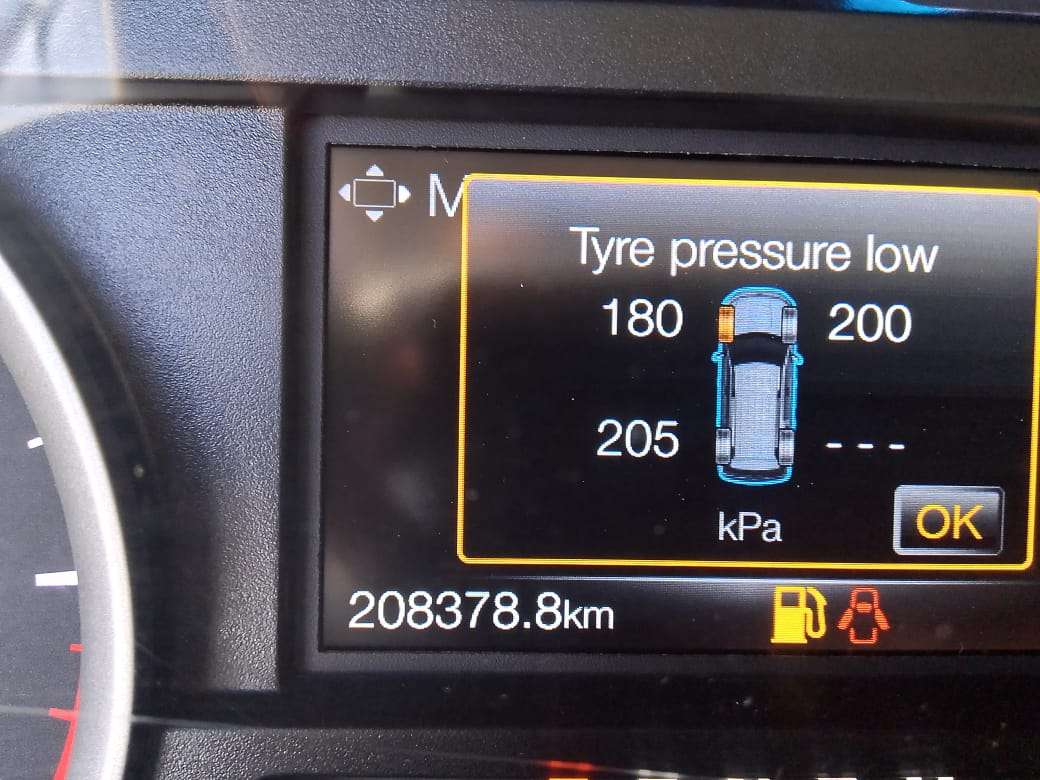 M
Tyre pressure low
180 200
205 - - -
kPa
OK
208378.8km